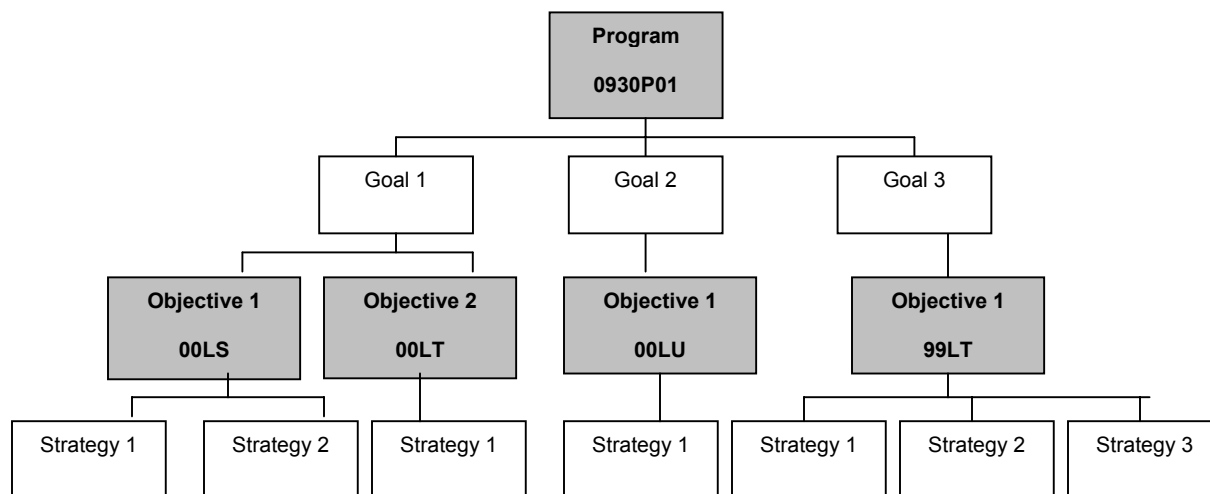 Program
0930P01
Goal 1
Goal 2
Goal 3
Objective 1
00LS
Objective 2
00LT
Objective 1
00LU
Objective 1
99LT
Strategy 1
Strategy 2
Strategy 1
Strategy 1
Strategy 1
Strategy 2
Strategy 3